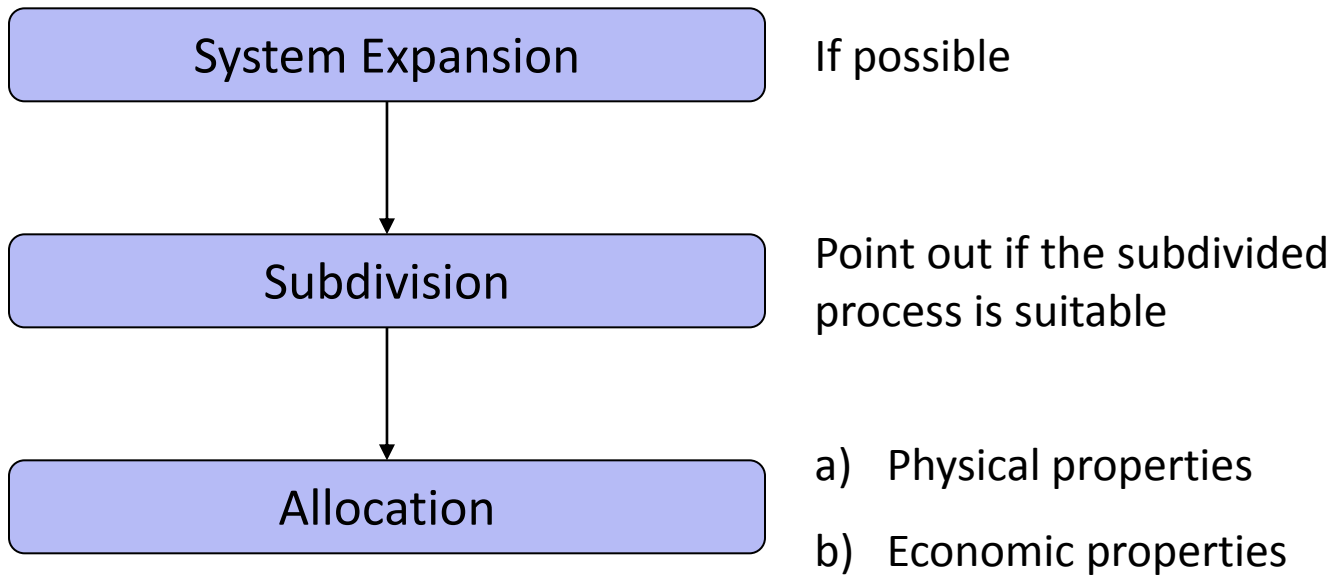 System Expansion
If possible
Subdivision
Point out if the subdivided
process is suitable
Allocation
a) Physical properties
b) Economic properties